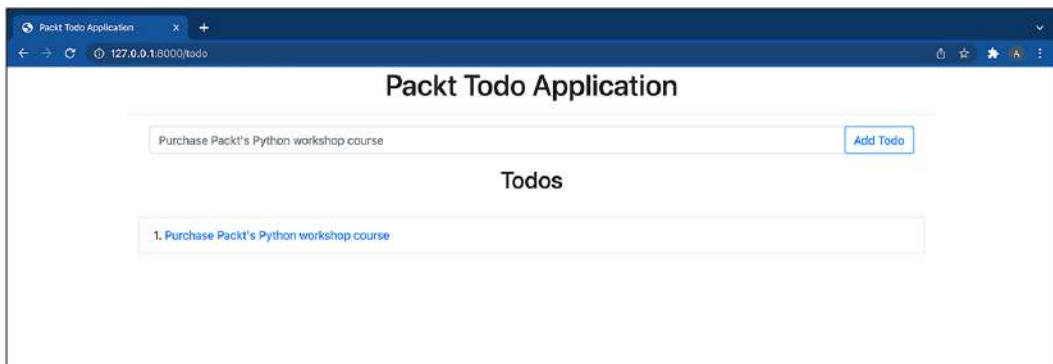 Packt Todo Application
127.0.0.1:8000/todo
A
Packt Todo Application
Purchase Packt's Python workshop course
Add Todo
Todos
1. Purchase Packt's Python workshop course